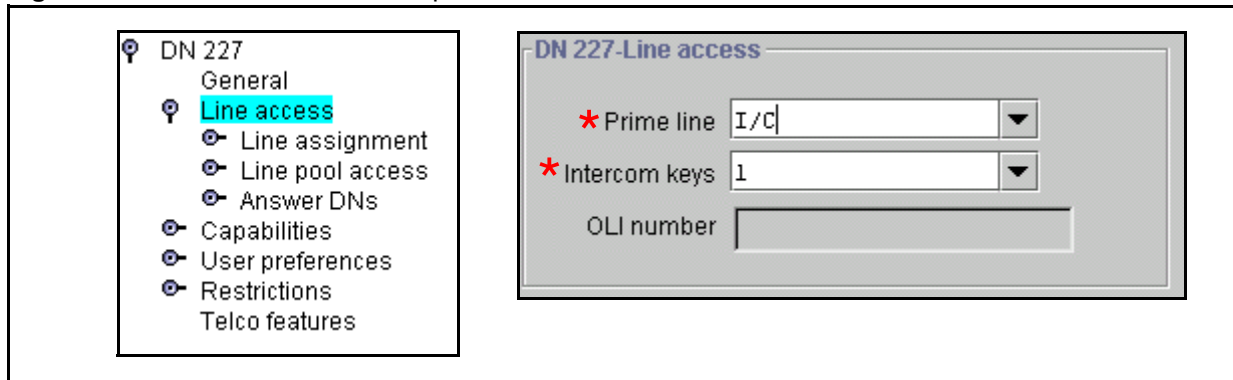 DN 227
General
Line access
Line assignment
Line pool access
Answer DNs
Capabilities
User preferences
Restrictions
Telco features
DN 227-Line access
*Prime line I/C
*Intercom keys 1
OLI number